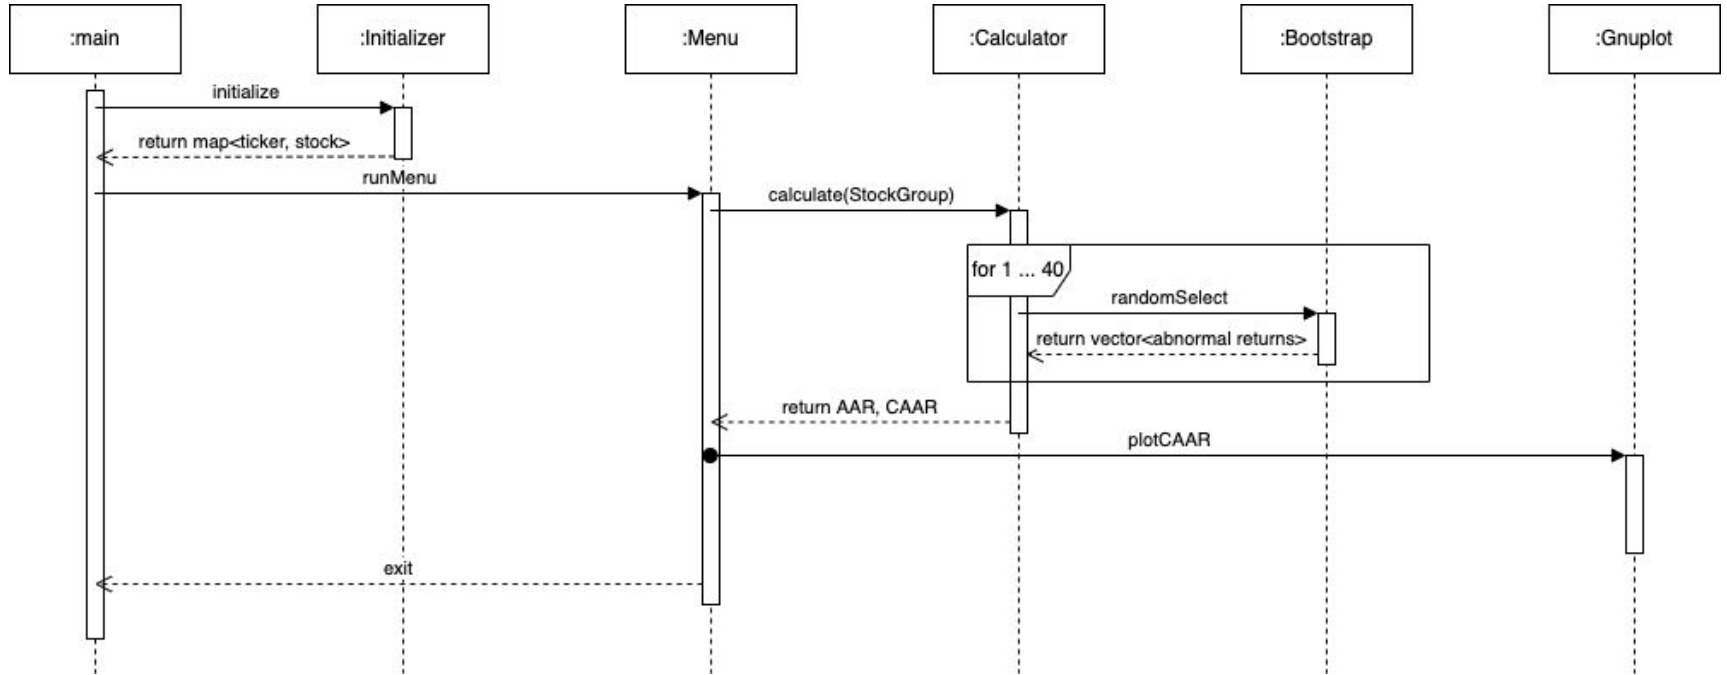 :main
:Initializer
:Menu
:Calculator
:Bootstrap
:Gnuplot
initialize
return map<ticker, stock>
runMenu
calculate(StockGroup)
for 1 ... 40
randomSelect
return vector<abnormal returns>
return AAR, CAAR
plotCAAR
exit